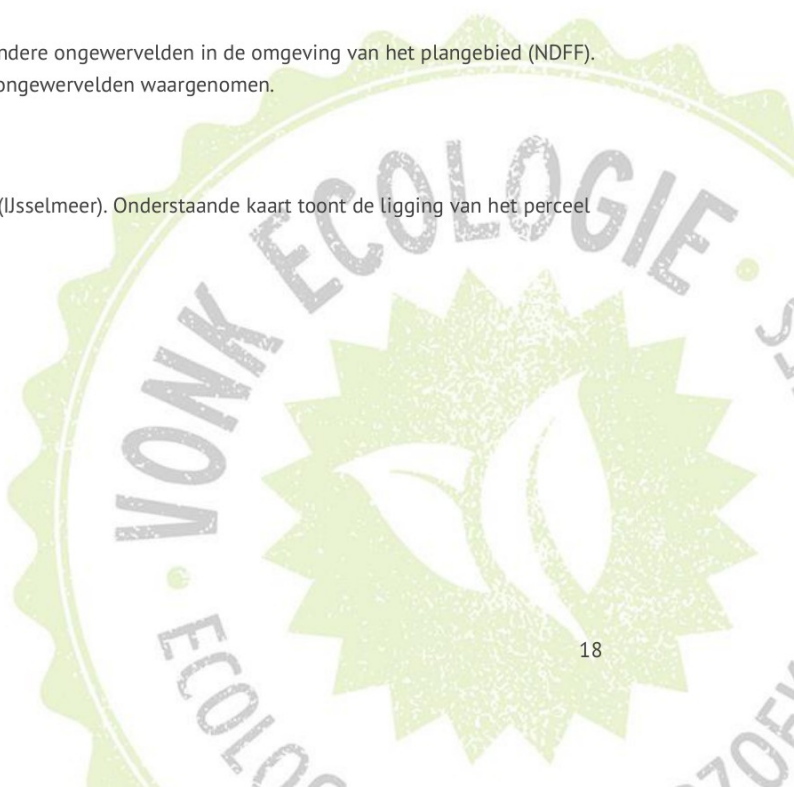 ndere ongewervelden in de omgeving van het plangebied (NDFF).
ongewervelden waargenomen.
(IJsselmeer). Onderstaande kaart toont de ligging van het perceel
VONK ECOLOGIE
18